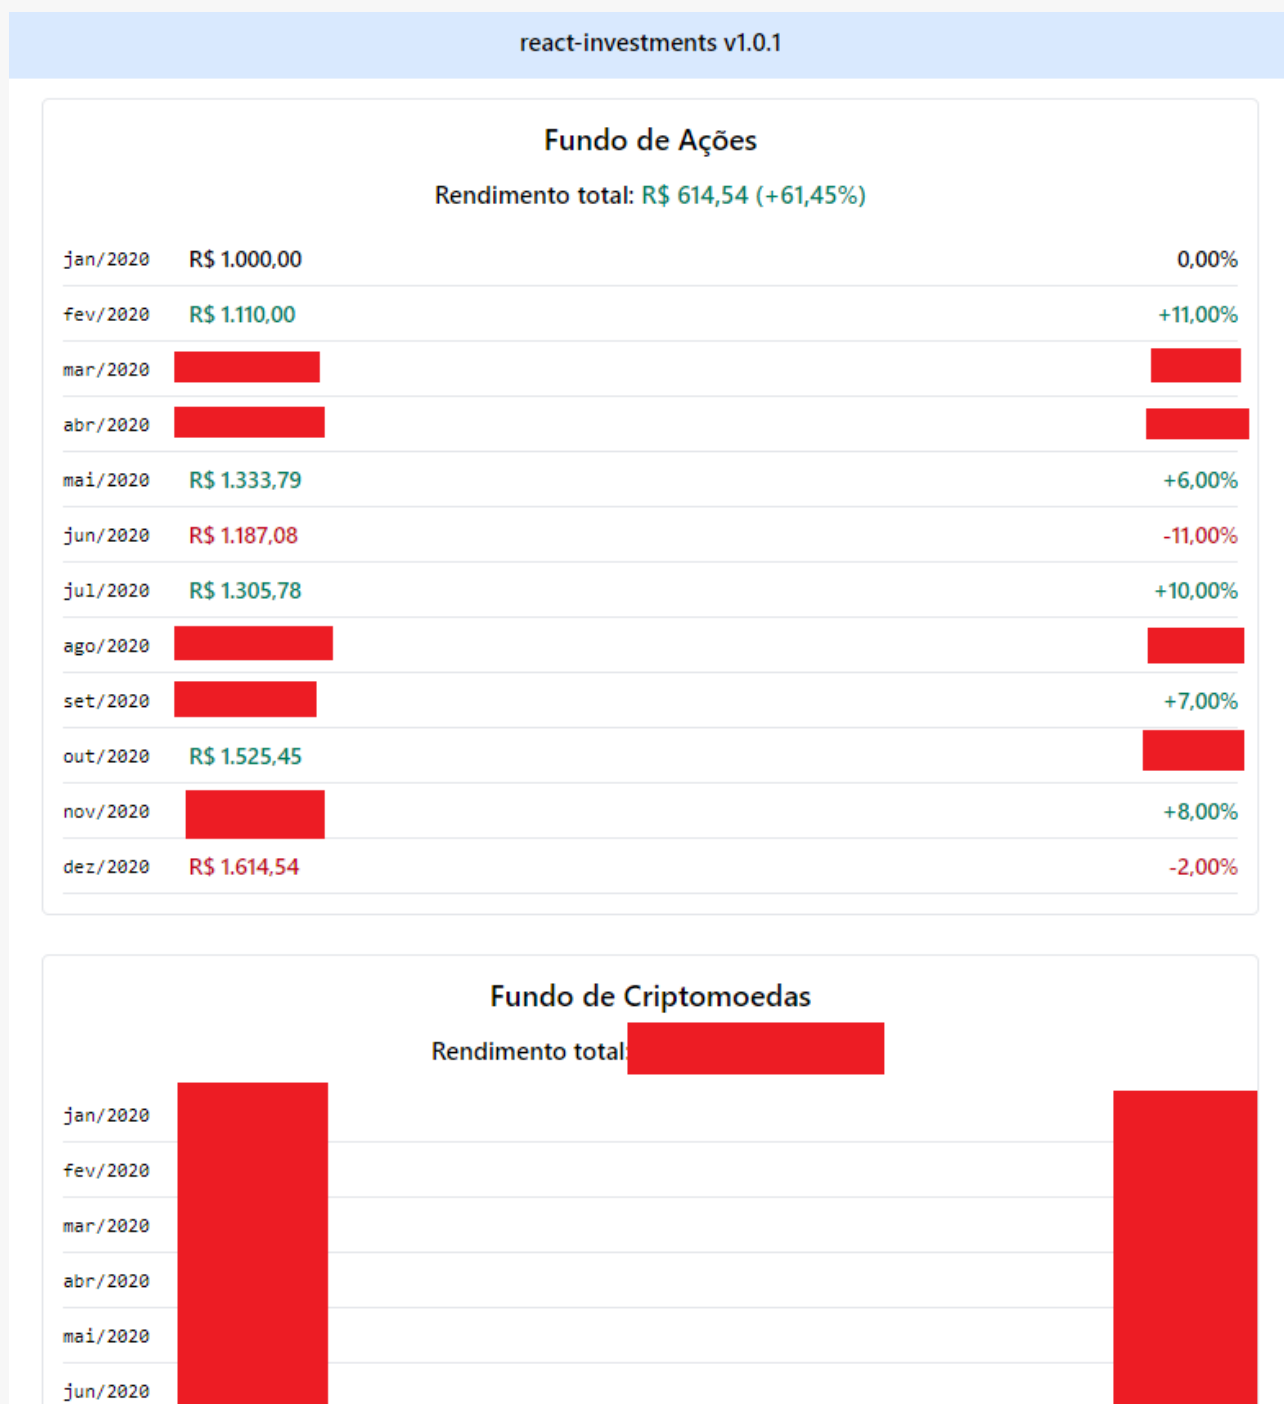 react-investments v1.0.1
Fundo de Ações
Rendimento total: R$ 614,54 (+61,45%)
jan/2020 R$ 1.000,00 0,00%
fev/2020 R$ 1.110,00 +11,00%
mar/2020
abr/2020
mai/2020 R$ 1.333,79 +6,00%
jun/2020 R$ 1.187,08 -11,00%
jul/2020 R$ 1.305,78 +10,00%
ago/2020
set/2020 +7,00%
out/2020 R$ 1.525,45
nov/2020 +8,00%
dez/2020 R$ 1.614,54 -2,00%
Fundo de Criptomoedas
Rendimento total:
jan/2020
fev/2020
mar/2020
abr/2020
mai/2020
jun/2020